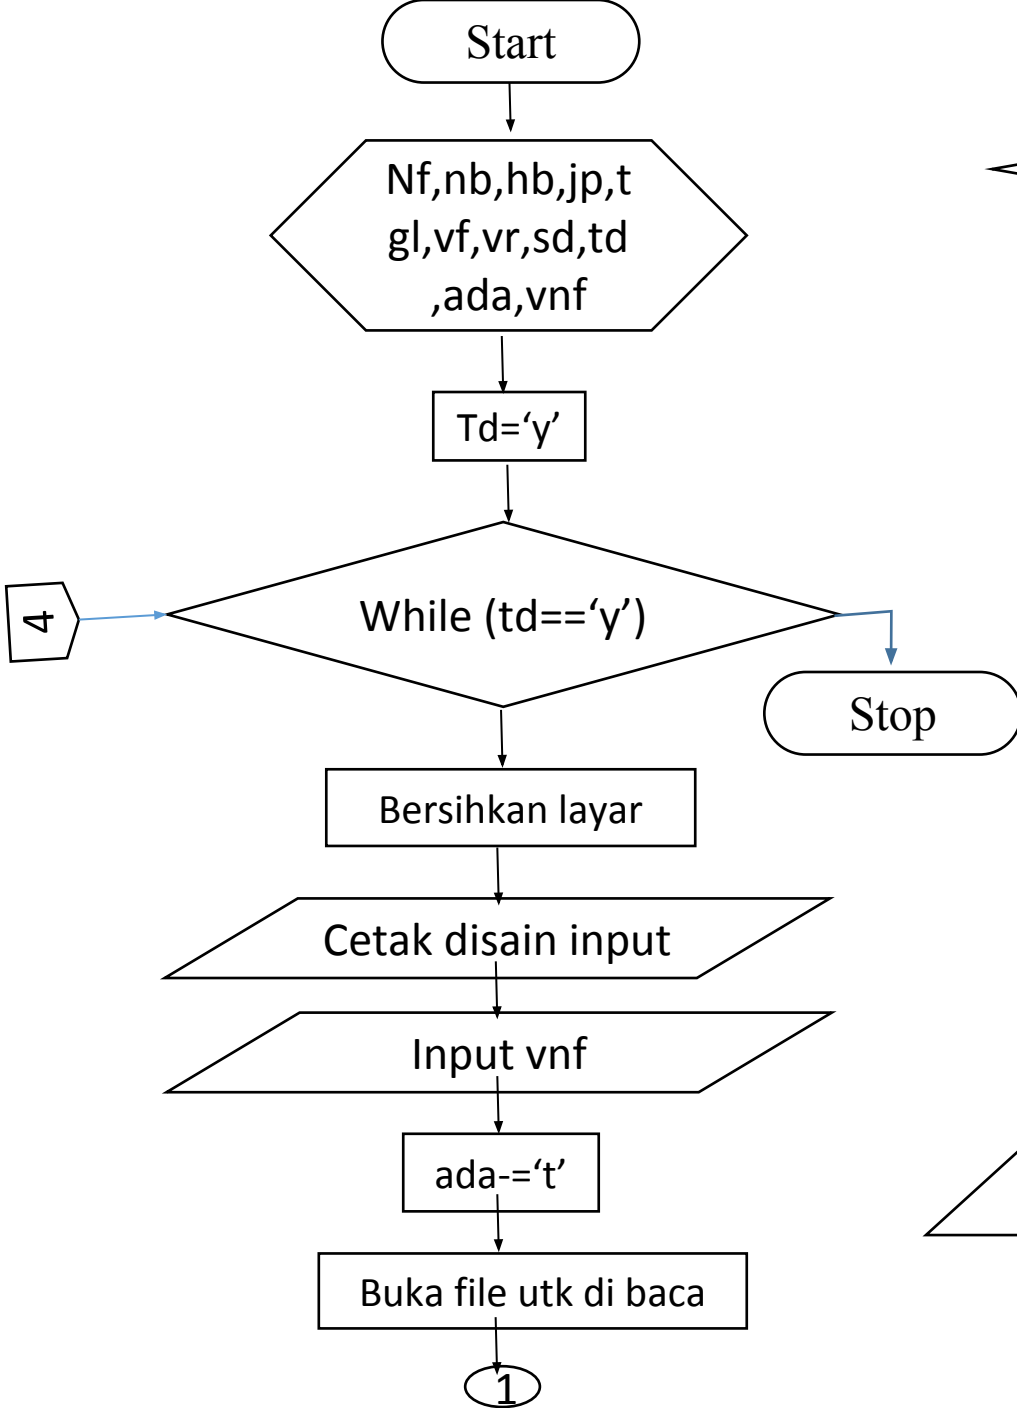 Start
Nf,nb,hb,jp,t
gl,vf,vr,sd,td
,ada,vnf
Td=‘y’
While (td==‘y’)
4
Stop
Bersihkan layar
Cetak disain input
Input vnf
ada-=‘t’
Buka file utk di baca
1